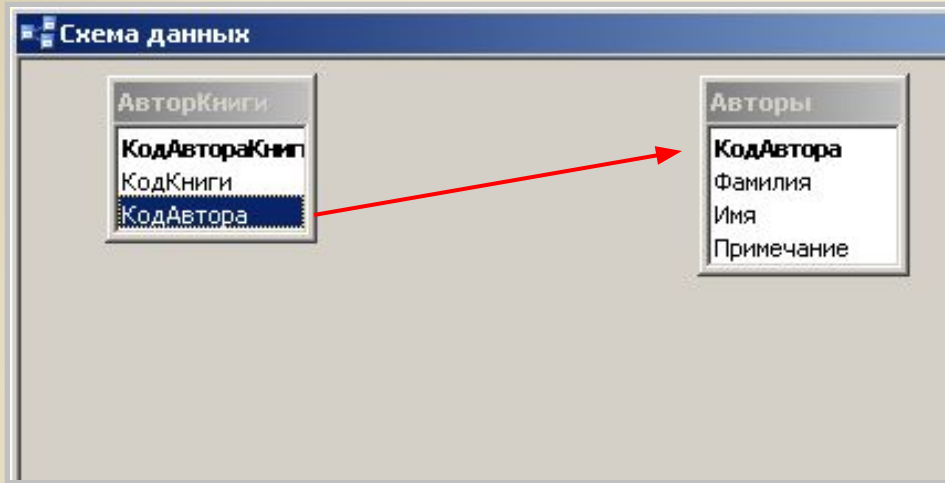 Схема данных
АвторКниги
КодАвтораКниг
КодКниги
КодАвтора
Авторы
КодАвтора
Фамилия
Имя
Примечание